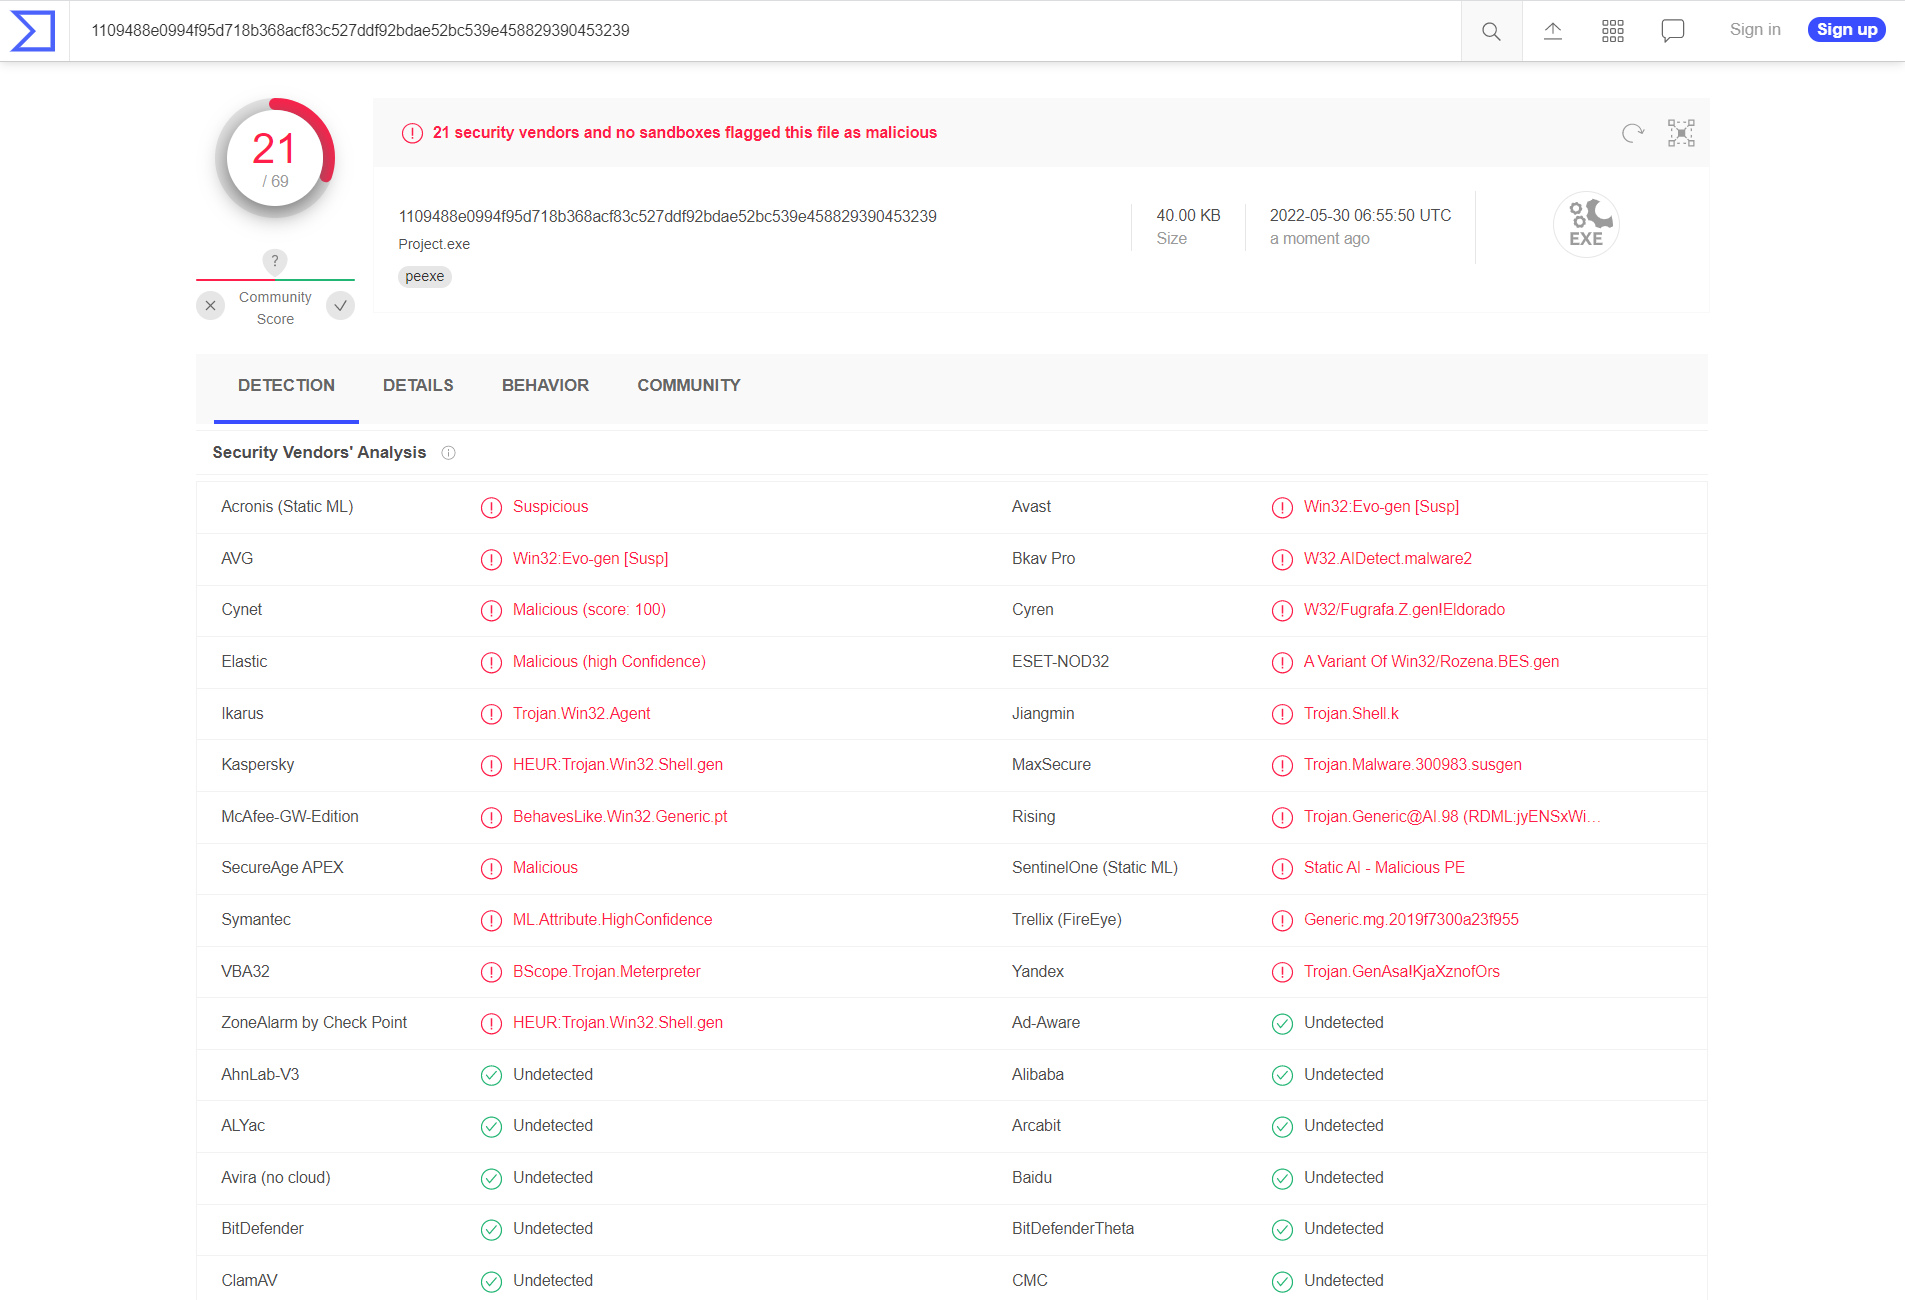 1109488e0994f95d718b368acf83c527ddf92bdae52bc539e458829390453239
Sign in
Sign up
21
/ 69
21 security vendors and no sandboxes flagged this file as malicious
1109488e0994f95d718b368acf83c527ddf92bdae52bc539e458829390453239
Project.exe
peexe
40.00 KB
Size
2022-05-30 06:55:50 UTC
a moment ago
EXE
?
Community
Score
DETECTION DETAILS BEHAVIOR COMMUNITY
Security Vendors' Analysis
Acronis (Static ML) Suspicious Avast Win32:Evo-gen [Susp]
AVG Win32:Evo-gen [Susp] Bkav Pro W32.AIDetect.malware2
Cynet Malicious (score: 100) Cyren W32/Fugrafa.Z.gen!Eldorado
Elastic Malicious (high Confidence) ESET-NOD32 A Variant Of Win32/Rozena.BES.gen
Ikarus Trojan.Win32.Agent Jiangmin Trojan.Shell.k
Kaspersky HEUR:Trojan.Win32.Shell.gen MaxSecure Trojan.Malware.300983.susgen
McAfee-GW-Edition BehavesLike.Win32.Generic.pt Rising Trojan.Generic@AI.98 (RDML:jyENSxWi...
SecureAge APEX Malicious SentinelOne (Static ML) Static AI - Malicious PE
Symantec ML.Attribute.HighConfidence Trellix (FireEye) Generic.mg.2019f7300a23f955
VBA32 BScope.Trojan.Meterpreter Yandex Trojan.GenAsa!KjaXznofOrs
ZoneAlarm by Check Point HEUR:Trojan.Win32.Shell.gen Ad-Aware Undetected
AhnLab-V3 Undetected Alibaba Undetected
ALYac Undetected Arcabit Undetected
Avira (no cloud) Undetected Baidu Undetected
BitDefender Undetected BitDefenderTheta Undetected
ClamAV Undetected CMC Undetected